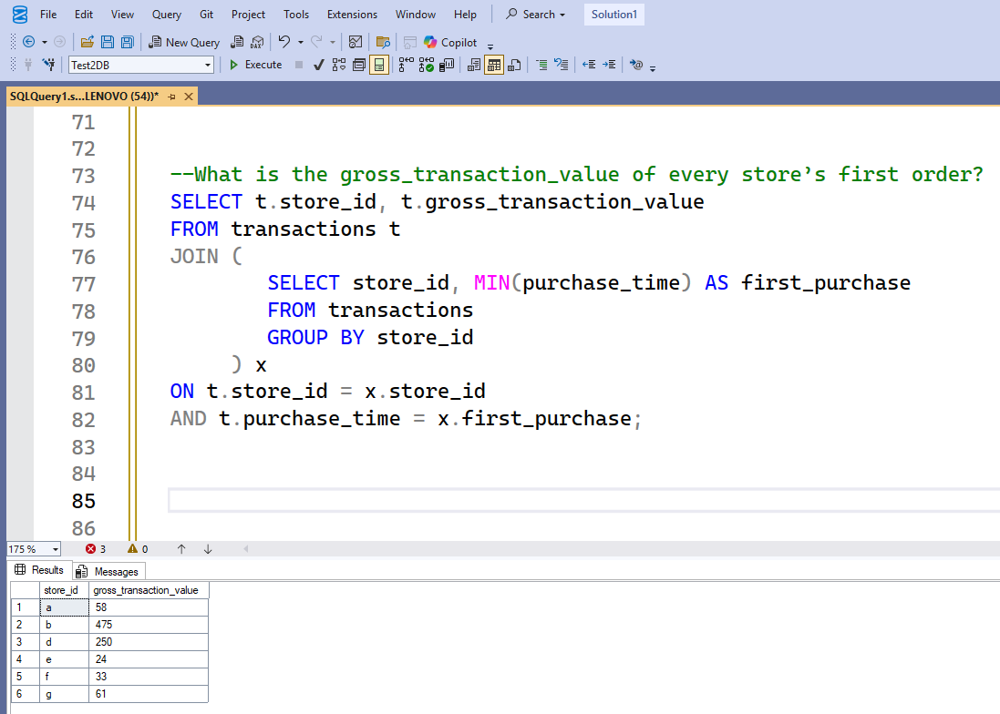 File Edit View Query Git Project Tools Extensions Window Help Search Solution1
New Query DAX Copilot
Test2DB Execute
SQLQuery1.s...LENOVO (54))*
71
72
73 --What is the gross_transaction_value of every store’s first order?
74 SELECT t.store_id, t.gross_transaction_value
75 FROM transactions t
76 JOIN (
77 SELECT store_id, MIN(purchase_time) AS first_purchase
78 FROM transactions
79 GROUP BY store_id
80 ) x
81 ON t.store_id = x.store_id
82 AND t.purchase_time = x.first_purchase;
83
84
85
86
175 % 3 0
Results Messages
store_id gross_transaction_value
1 a 58
2 b 475
3 d 250
4 e 24
5 f 33
6 g 61